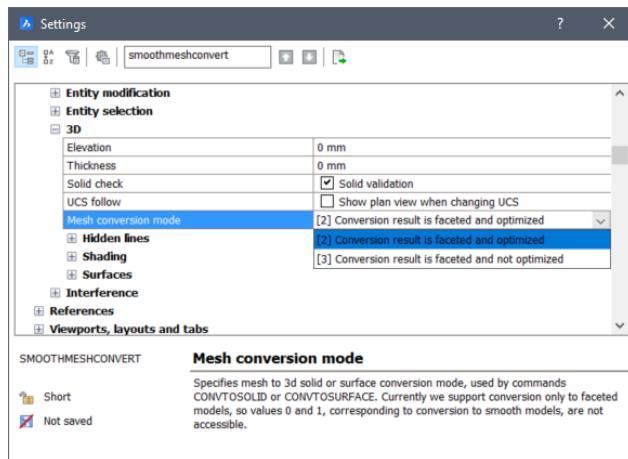 Settings
smoothmeshconvert
Entity modification
Entity selection
3D
Elevation 0 mm
Thickness 0 mm
Solid check Solid validation
UCS follow Show plan view when changing UCS
Mesh conversion mode [2] Conversion result is faceted and optimized
Hidden lines [2] Conversion result is faceted and optimized
Shading [3] Conversion result is faceted and not optimized
Surfaces
Interference
References
Viewports, layouts and tabs
SMOOTHMESHCONVERT
Short
Not saved
Mesh conversion mode
Specifies mesh to 3d solid or surface conversion mode, used by commands
CONVTOSOLID or CONVTOSURFACE. Currently we support conversion only to faceted
models, so values 0 and 1, corresponding to conversion to smooth models, are not
accessible.